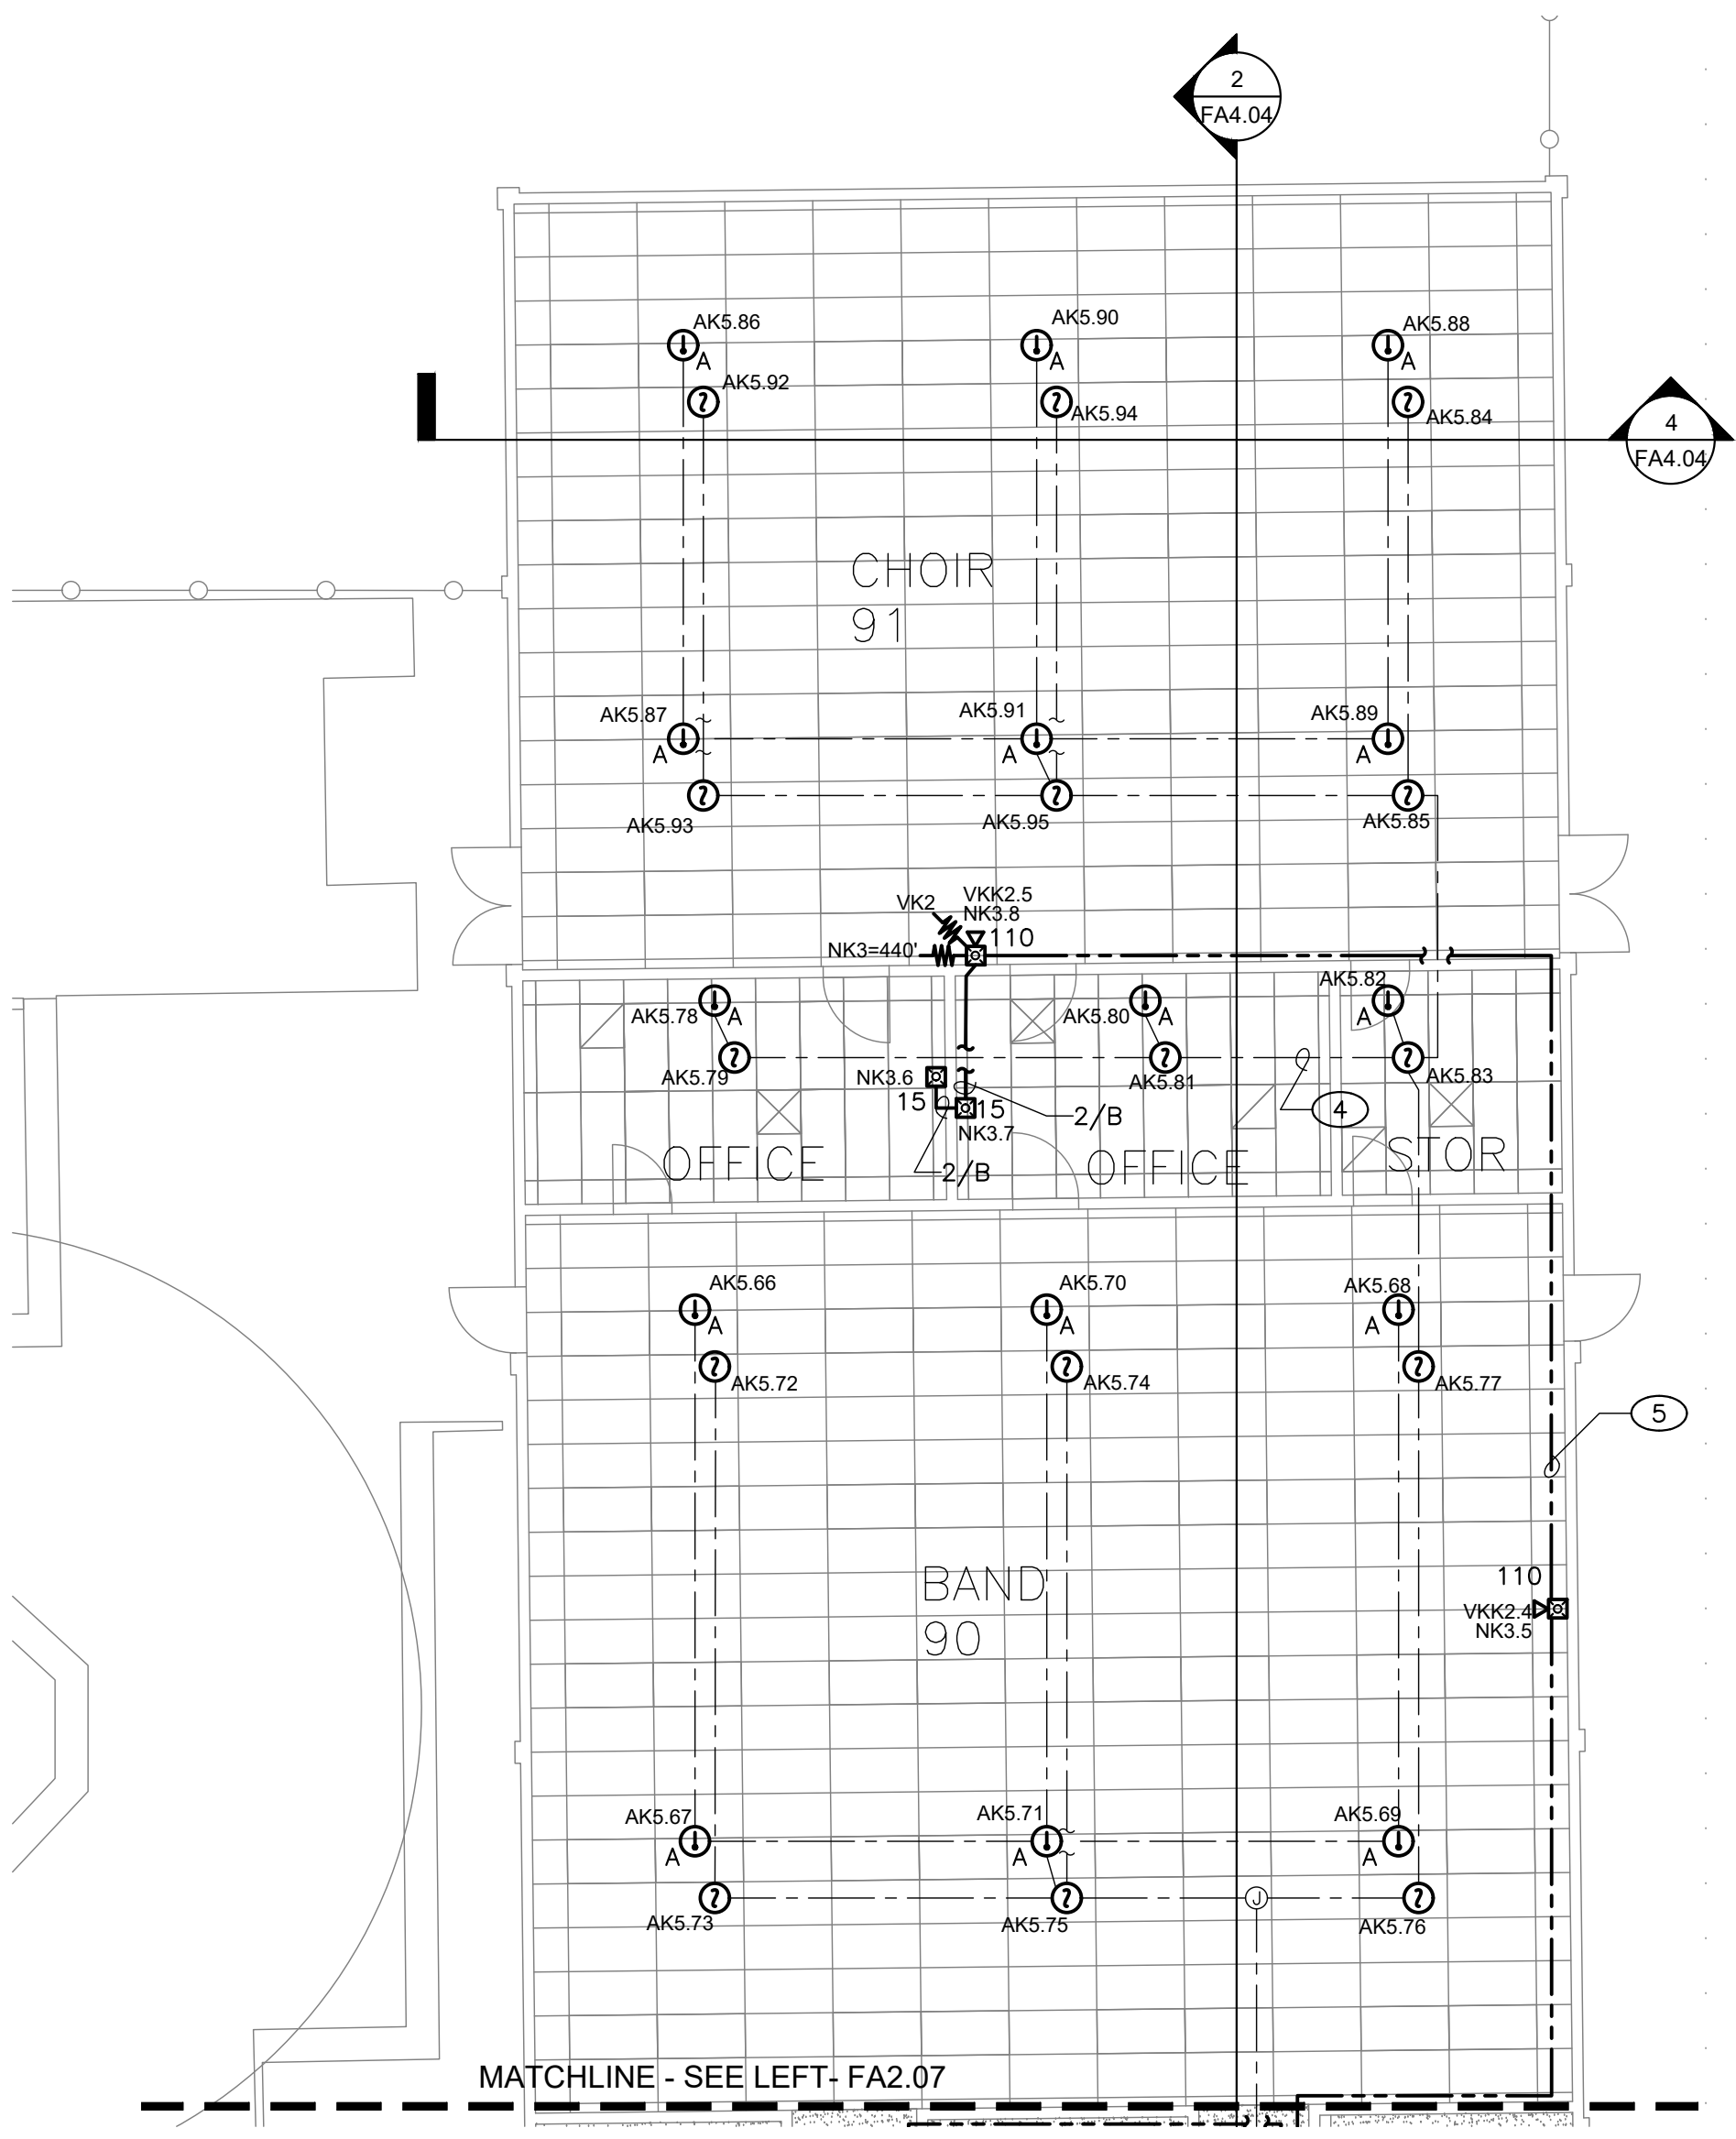 2
FA4.04
AK5.86
A
AK5.90
A
AK5.88
A
AK5.92
AK5.94
AK5.84
4
FA4.04
CHOIR
91
AK5.87
A
AK5.91
A
AK5.89
A
AK5.93
AK5.95
AK5.85
VK2
VKK2.5
NK3.8
110
NK3=440'
AK5.78
A
AK5.80
A
AK5.82
A
AK5.79
NK3.6
15
15
NK3.7
AK5.81
AK5.83
2/B
4
2/B
OFFICE
OFFICE
STOR
AK5.66
A
AK5.70
A
AK5.68
A
AK5.72
AK5.74
AK5.77
5
BAND
90
110
VKK2.4
NK3.5
AK5.67
A
AK5.71
A
AK5.69
A
AK5.73
AK5.75
J
AK5.76
MATCHLINE - SEE LEFT- FA2.07